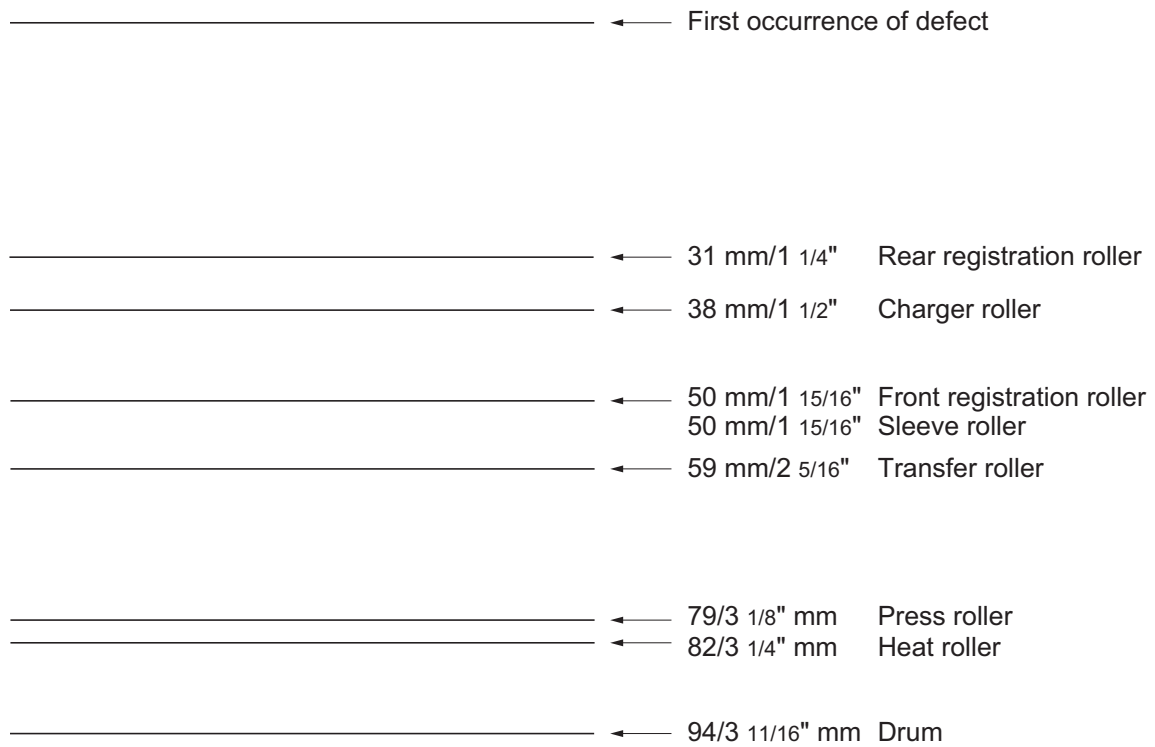 First occurrence of defect
31 mm/1 1/4" Rear registration roller
38 mm/1 1/2" Charger roller
50 mm/1 15/16" Front registration roller
50 mm/1 15/16" Sleeve roller
59 mm/2 5/16" Transfer roller
79/3 1/8" mm Press roller
82/3 1/4" mm Heat roller
94/3 11/16" mm Drum